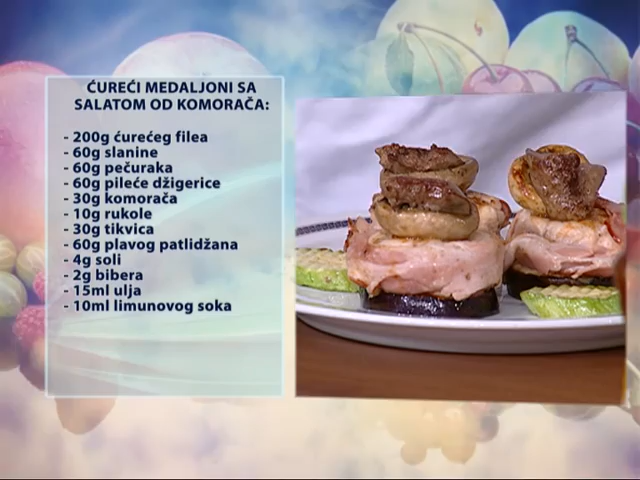 ĆUREĆI MEDALJONI SA
SALATOM OD KOMORAČA:
- 200g ćurećeg filea
- 60g slanine
- 60g pečuraka
- 60g pileće džigerice
- 30g komorača
- 10g rukole
- 30g tikvica
- 60g plavog patlidžana
- 4g soli
- 2g bibera
- 15ml ulja
- 10ml limunovog soka